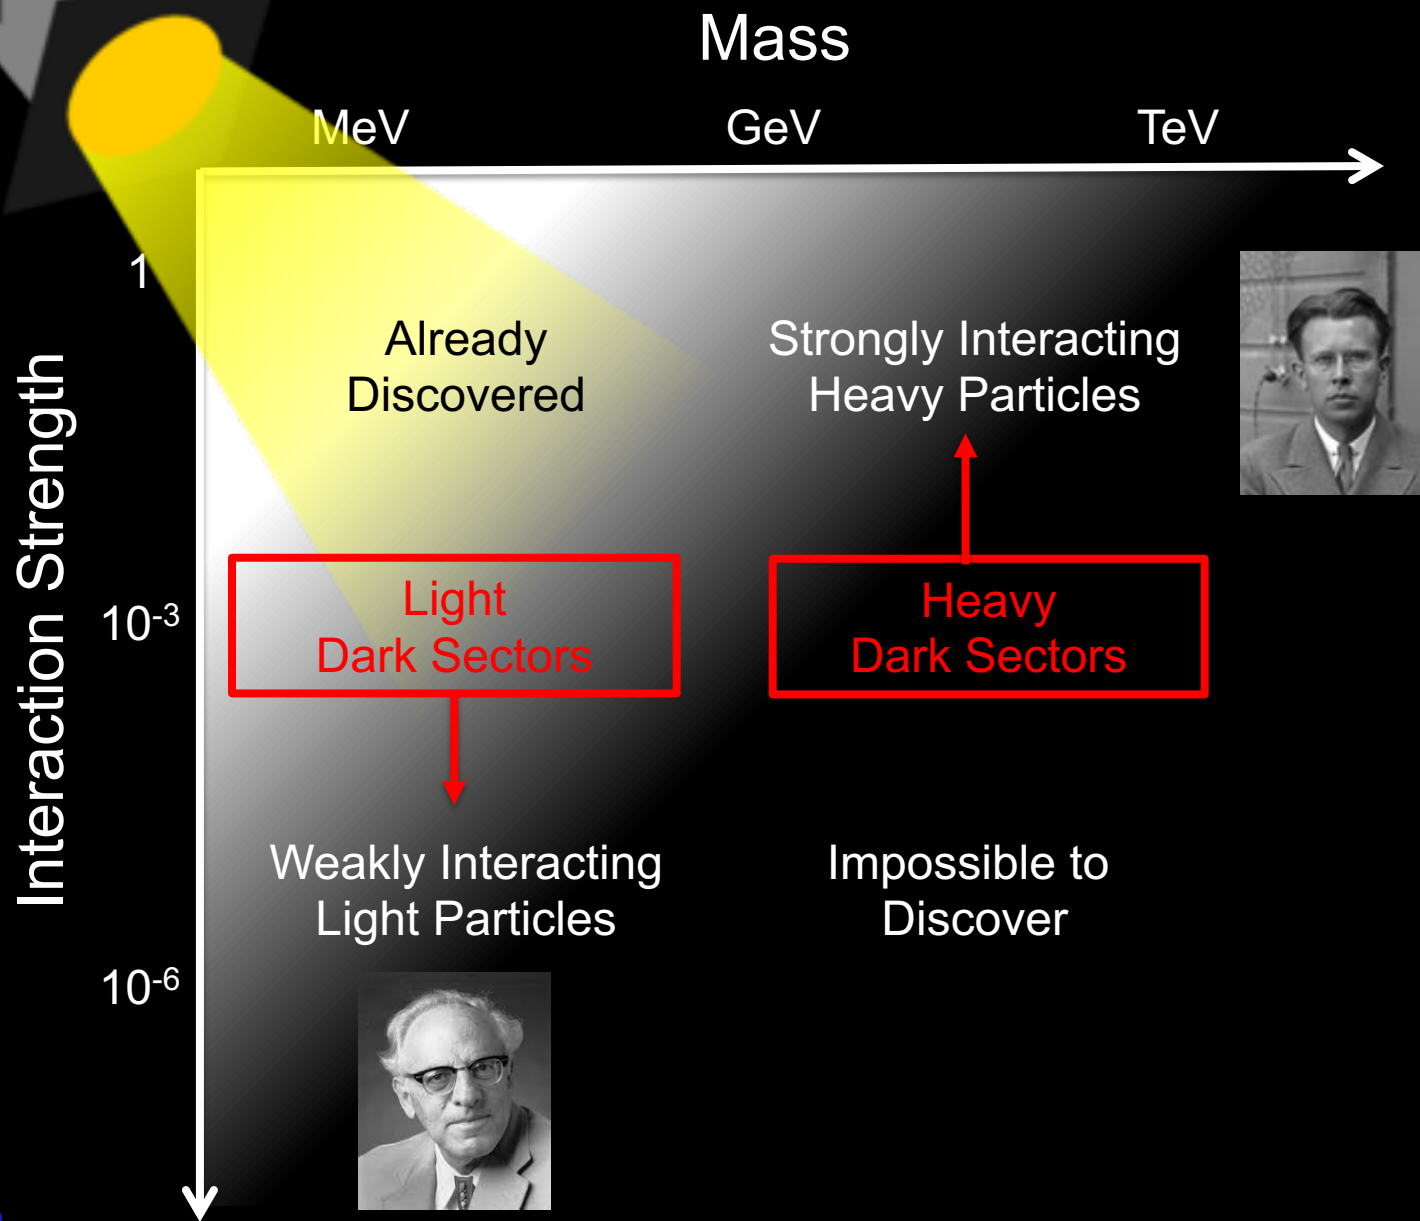 Mass
MeV GeV TeV
1
Already
Discovered
Strongly Interacting
Heavy Particles
Interaction Strength
10⁻³
Light
Dark Sectors
Heavy
Dark Sectors
Weakly Interacting
Light Particles
Impossible to
Discover
10⁻⁶